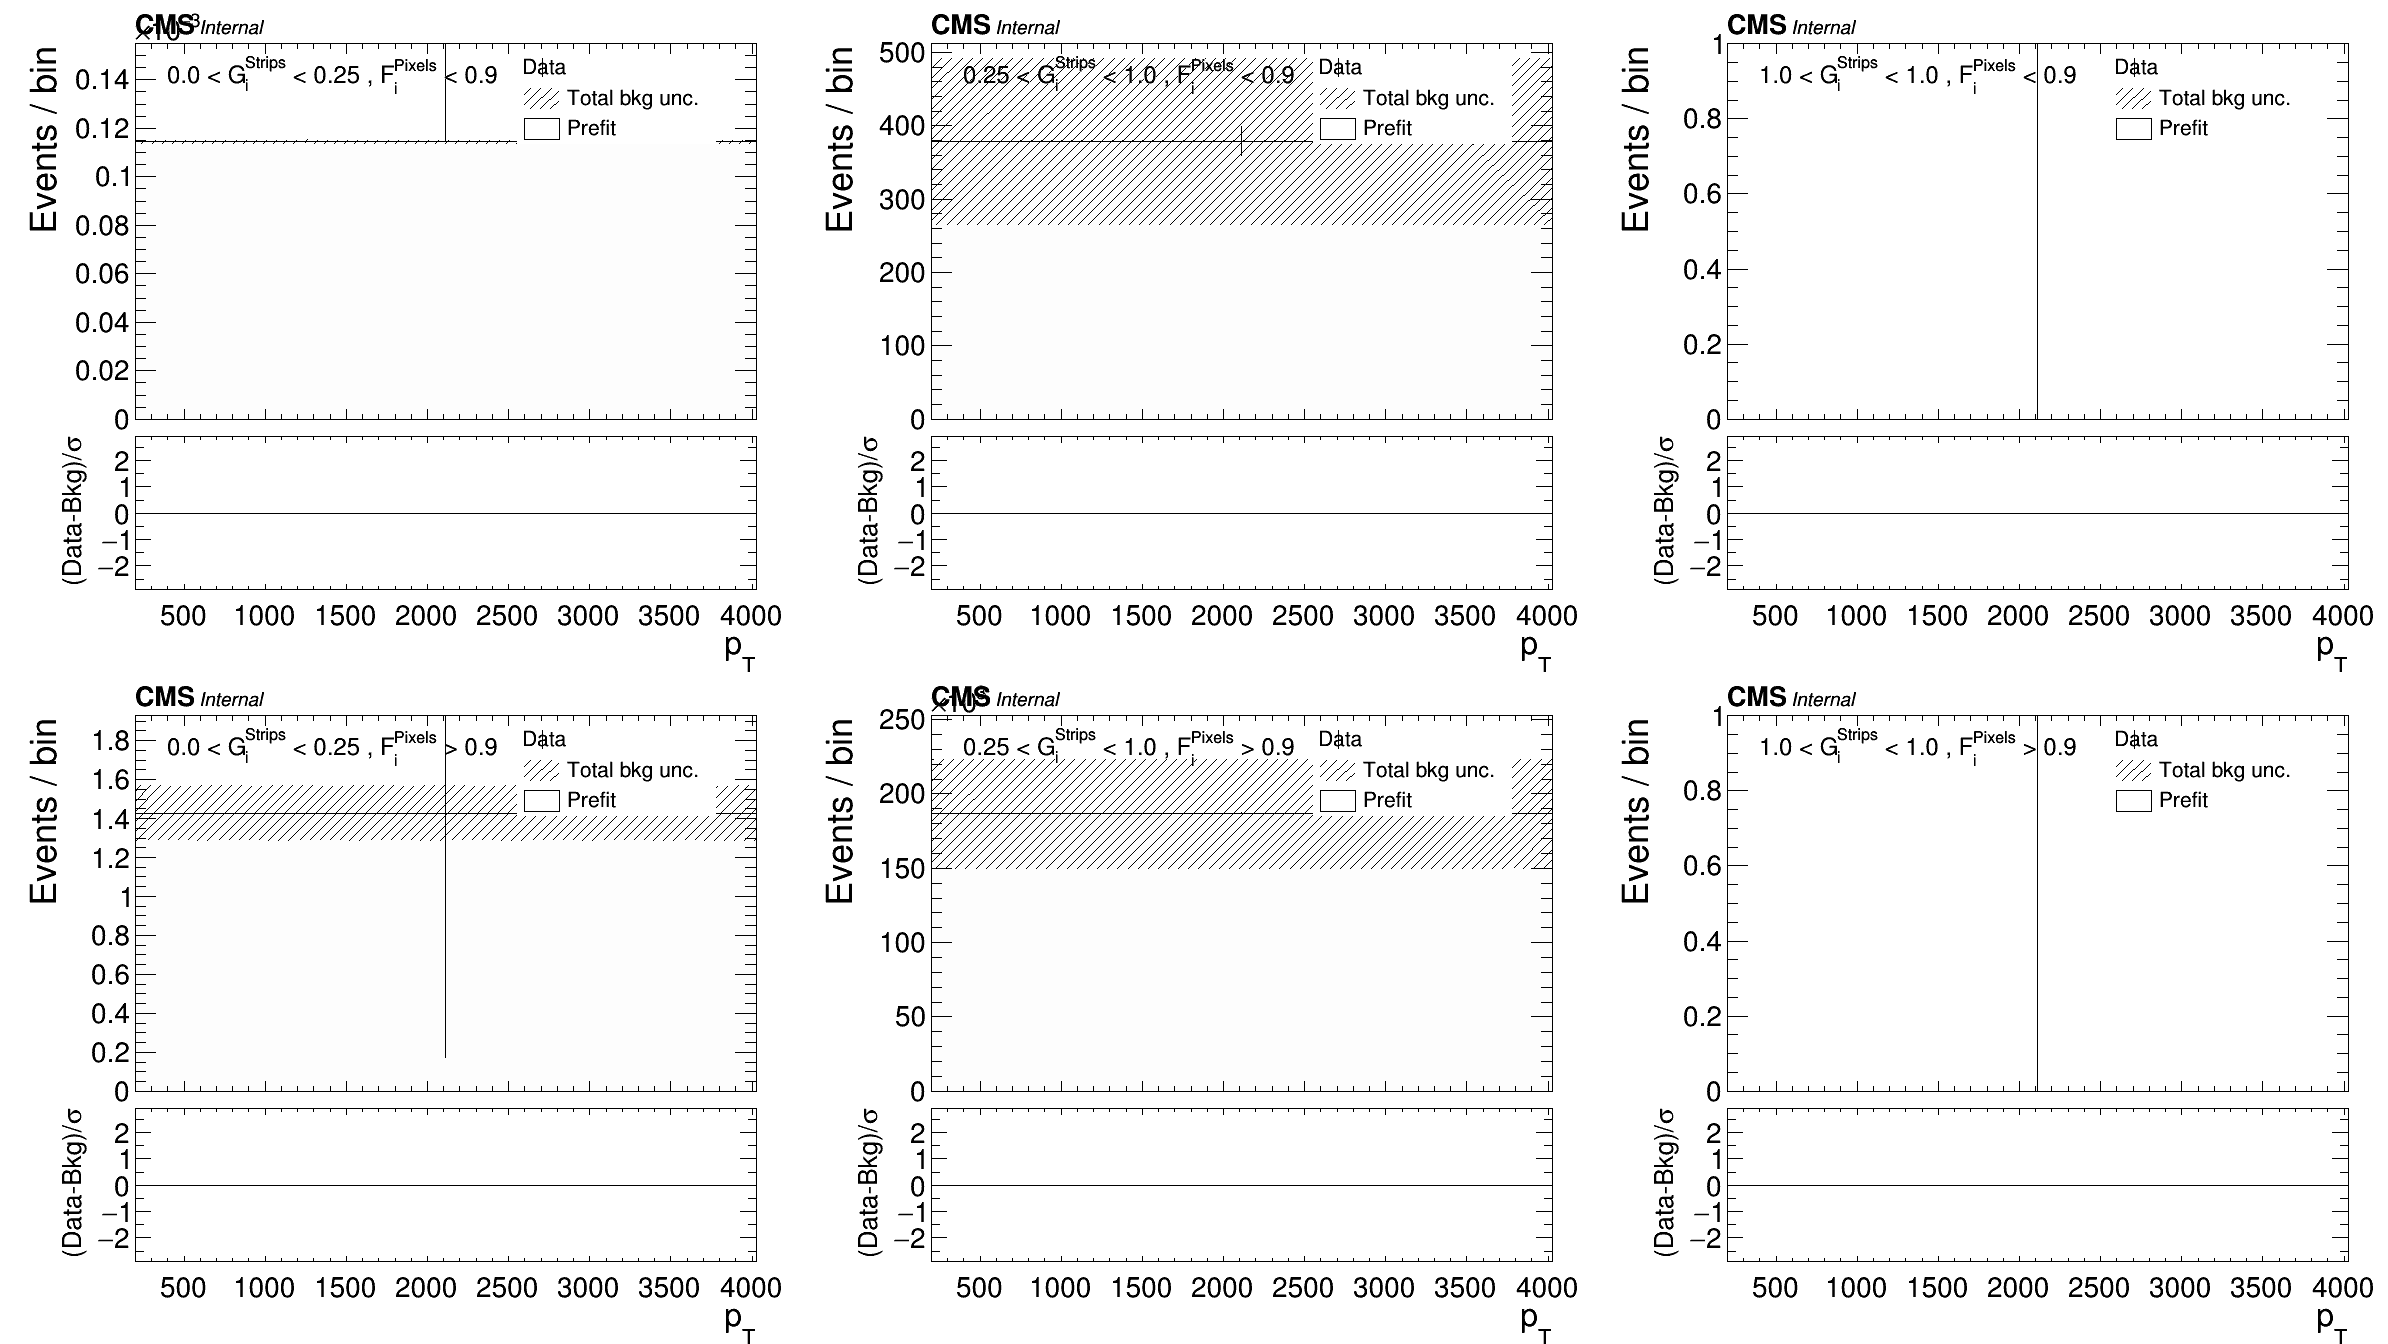 CMS Internal
×10⁻³
Events / bin
0.0 < G_i^Strips < 0.25 , F_i^Pixels < 0.9
Data
Total bkg unc.
Prefit
0.14
0.12
0.1
0.08
0.06
0.04
0.02
0
(Data-Bkg)/σ
2
1
0
−1
−2
500 1000 1500 2000 2500 3000 3500 4000
p_T
CMS Internal
Events / bin
0.25 < G_i^Strips < 1.0 , F_i^Pixels < 0.9
Data
Total bkg unc.
Prefit
500
400
300
200
100
0
(Data-Bkg)/σ
2
1
0
−1
−2
500 1000 1500 2000 2500 3000 3500 4000
p_T
CMS Internal
Events / bin
1.0 < G_i^Strips < 1.0 , F_i^Pixels < 0.9
Data
Total bkg unc.
Prefit
1
0.8
0.6
0.4
0.2
0
(Data-Bkg)/σ
2
1
0
−1
−2
500 1000 1500 2000 2500 3000 3500 4000
p_T
CMS Internal
Events / bin
0.0 < G_i^Strips < 0.25 , F_i^Pixels > 0.9
Data
Total bkg unc.
Prefit
1.8
1.6
1.4
1.2
1
0.8
0.6
0.4
0.2
0
(Data-Bkg)/σ
2
1
0
−1
−2
500 1000 1500 2000 2500 3000 3500 4000
p_T
CMS Internal
Events / bin
0.25 < G_i^Strips < 1.0 , F_i^Pixels > 0.9
Data
Total bkg unc.
Prefit
250
200
150
100
50
0
(Data-Bkg)/σ
2
1
0
−1
−2
500 1000 1500 2000 2500 3000 3500 4000
p_T
CMS Internal
Events / bin
1.0 < G_i^Strips < 1.0 , F_i^Pixels > 0.9
Data
Total bkg unc.
Prefit
1
0.8
0.6
0.4
0.2
0
(Data-Bkg)/σ
2
1
0
−1
−2
500 1000 1500 2000 2500 3000 3500 4000
p_T